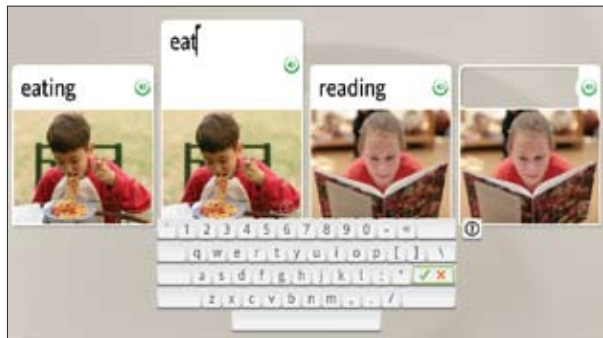 eating
eat
reading
` 1 2 3 4 5 6 7 8 9 0 - =
q w e r t y u i o p [ ] \
a s d f g h j k l : '
z x c v b n m , . /